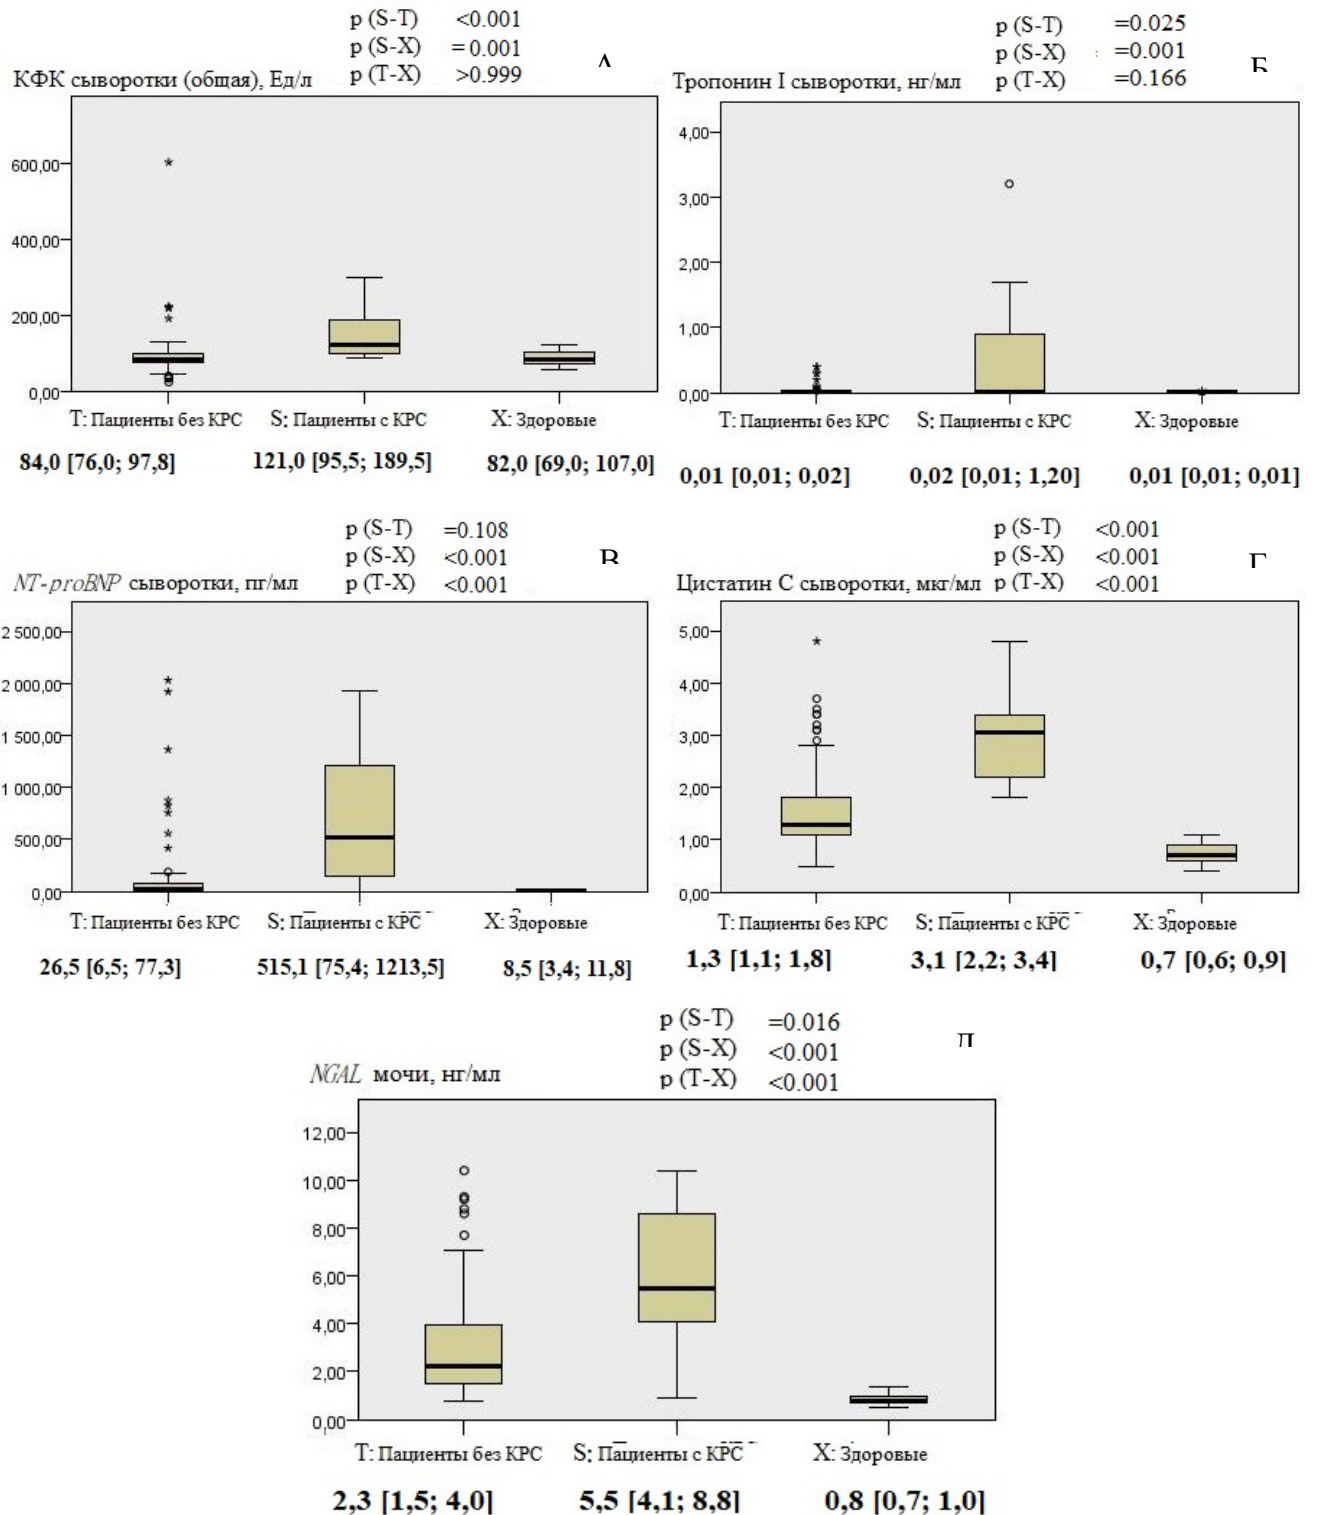 p (S-T) <0.001
p (S-X) =0.001
p (T-X) >0.999
А
КФК сыворотки (общая), Ед/л
600,00
400,00
200,00
0,00
T: Пациенты без КРС S: Пациенты с КРС X: Здоровые
84,0 [76,0; 97,8] 121,0 [95,5; 189,5] 82,0 [69,0; 107,0]
p (S-T) =0.025
p (S-X) =0.001
p (T-X) =0.166
Б
Тропонин I сыворотки, нг/мл
4,00
3,00
2,00
1,00
0,00
T: Пациенты без КРС S: Пациенты с КРС X: Здоровые
0,01 [0,01; 0,02] 0,02 [0,01; 1,20] 0,01 [0,01; 0,01]
p (S-T) =0.108
p (S-X) <0.001
p (T-X) <0.001
В
NT-proBNP сыворотки, пг/мл
2 500,00
2 000,00
1 500,00
1 000,00
500,00
0,00
T: Пациенты без КРС S: Пациенты с КРС X: Здоровые
26,5 [6,5; 77,3] 515,1 [75,4; 1213,5] 8,5 [3,4; 11,8]
p (S-T) <0.001
p (S-X) <0.001
p (T-X) <0.001
Г
Цистатин С сыворотки, мкг/мл
5,00
4,00
3,00
2,00
1,00
0,00
T: Пациенты без КРС S: Пациенты с КРС X: Здоровые
1,3 [1,1; 1,8] 3,1 [2,2; 3,4] 0,7 [0,6; 0,9]
p (S-T) =0.016
p (S-X) <0.001
p (T-X) <0.001
Д
NGAL мочи, нг/мл
12,00
10,00
8,00
6,00
4,00
2,00
0,00
T: Пациенты без КРС S: Пациенты с КРС X: Здоровые
2,3 [1,5; 4,0] 5,5 [4,1; 8,8] 0,8 [0,7; 1,0]